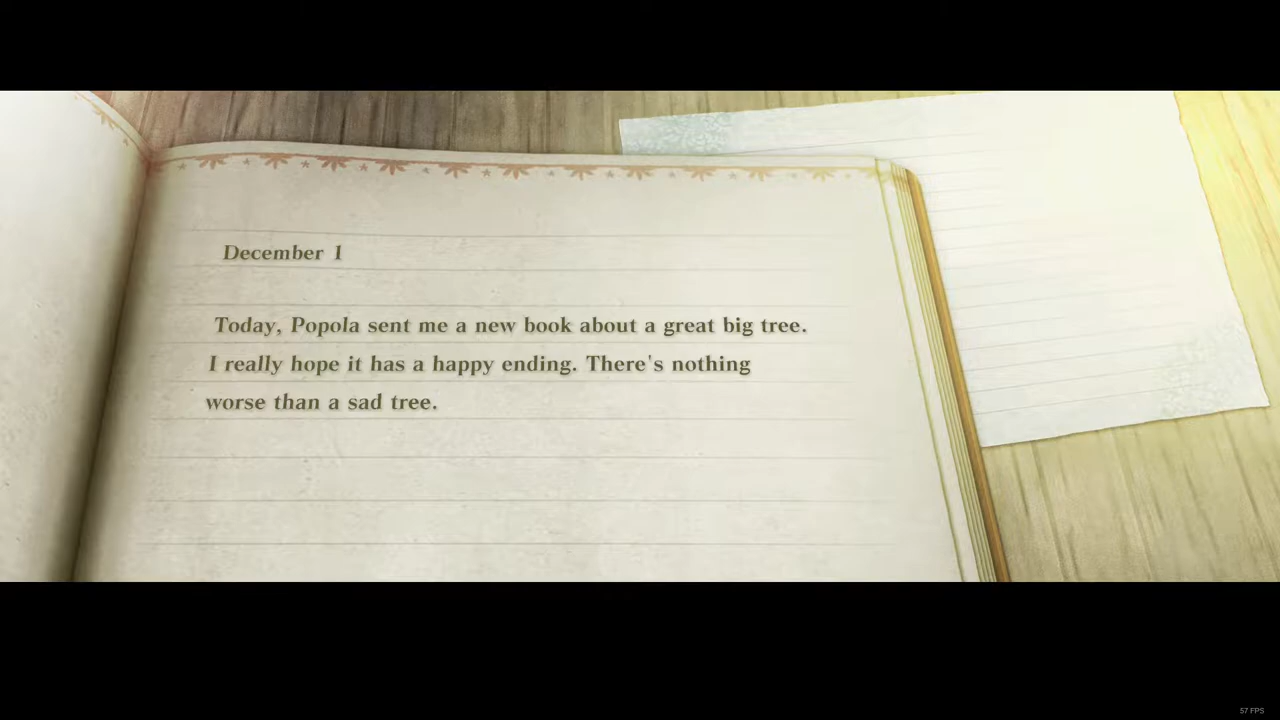 December 1
Today, Popola sent me a new book about a great big tree.
I really hope it has a happy ending. There's nothing
worse than a sad tree.
57 FPS